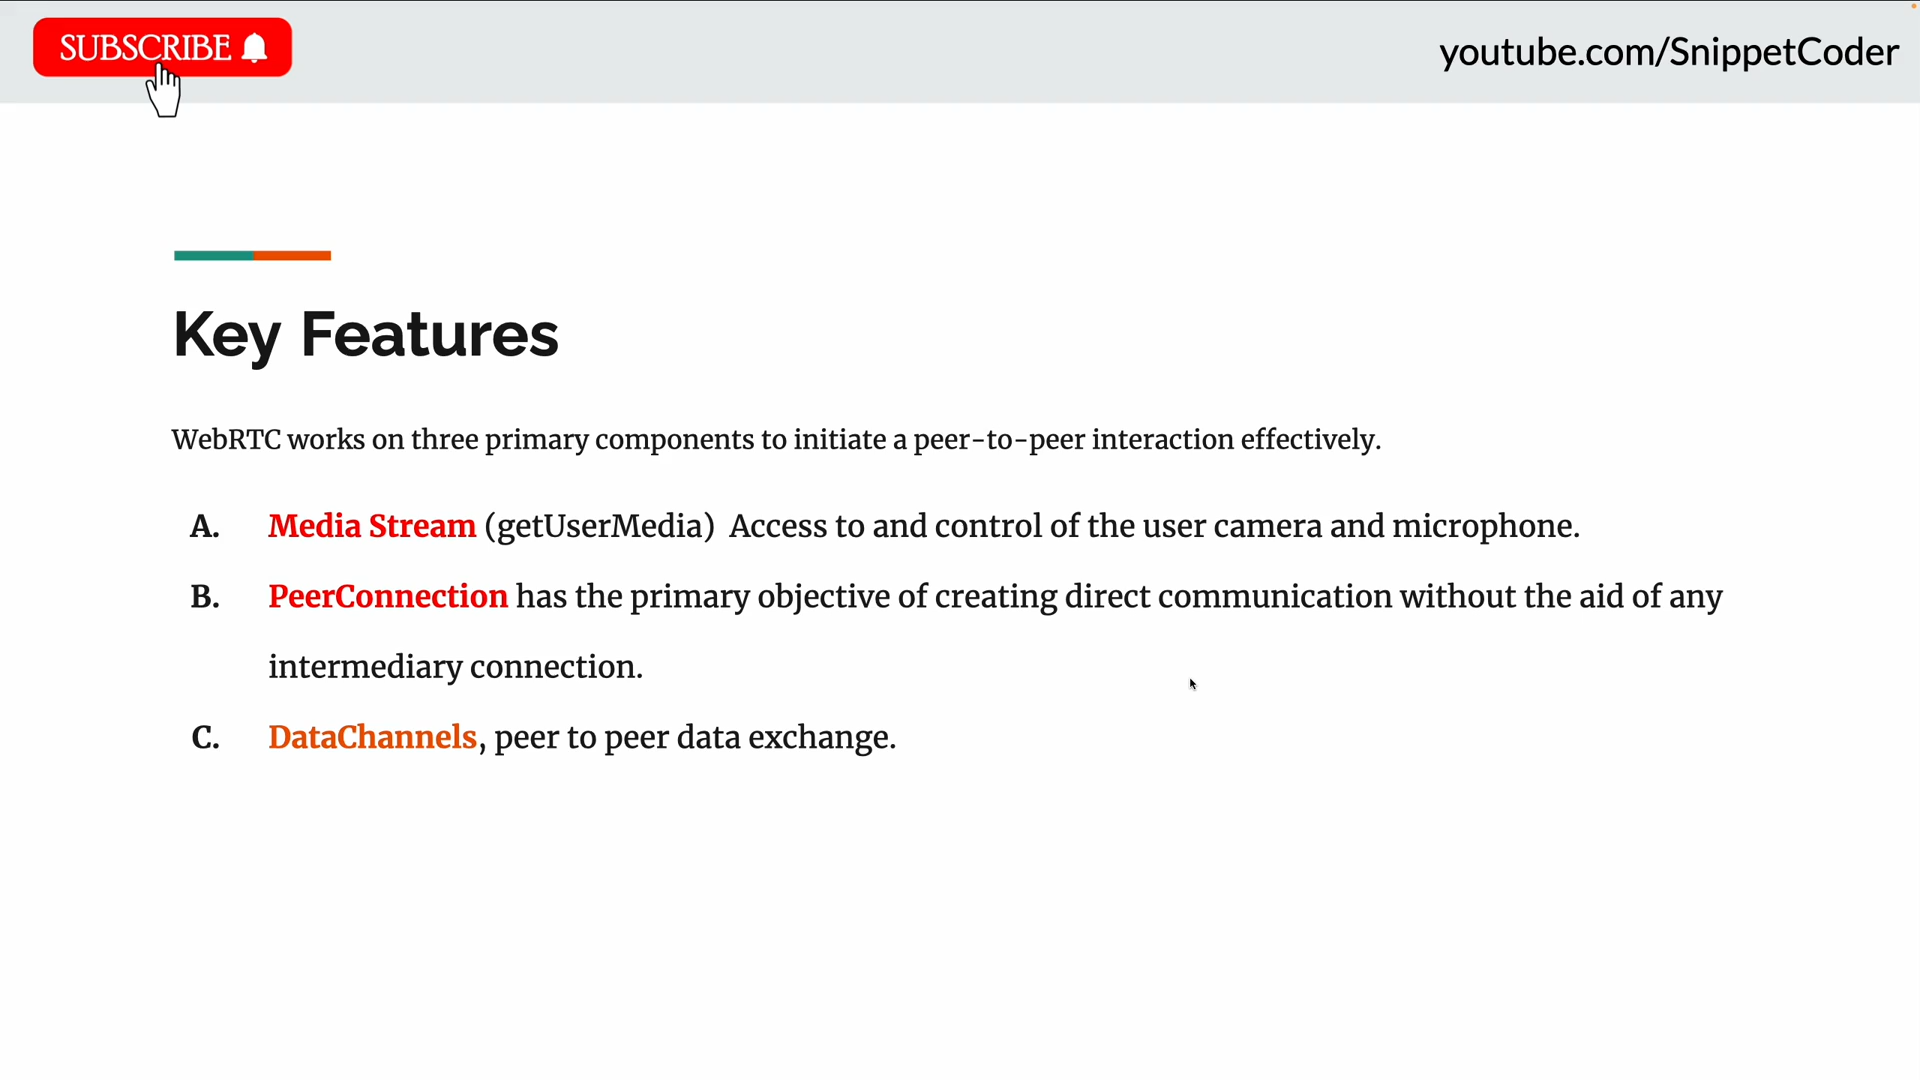 SUBSCRIBE
youtube.com/SnippetCoder
Key Features
WebRTC works on three primary components to initiate a peer-to-peer interaction effectively.
A. Media Stream (getUserMedia) Access to and control of the user camera and microphone.
B. PeerConnection has the primary objective of creating direct communication without the aid of any
intermediary connection.
C. DataChannels, peer to peer data exchange.